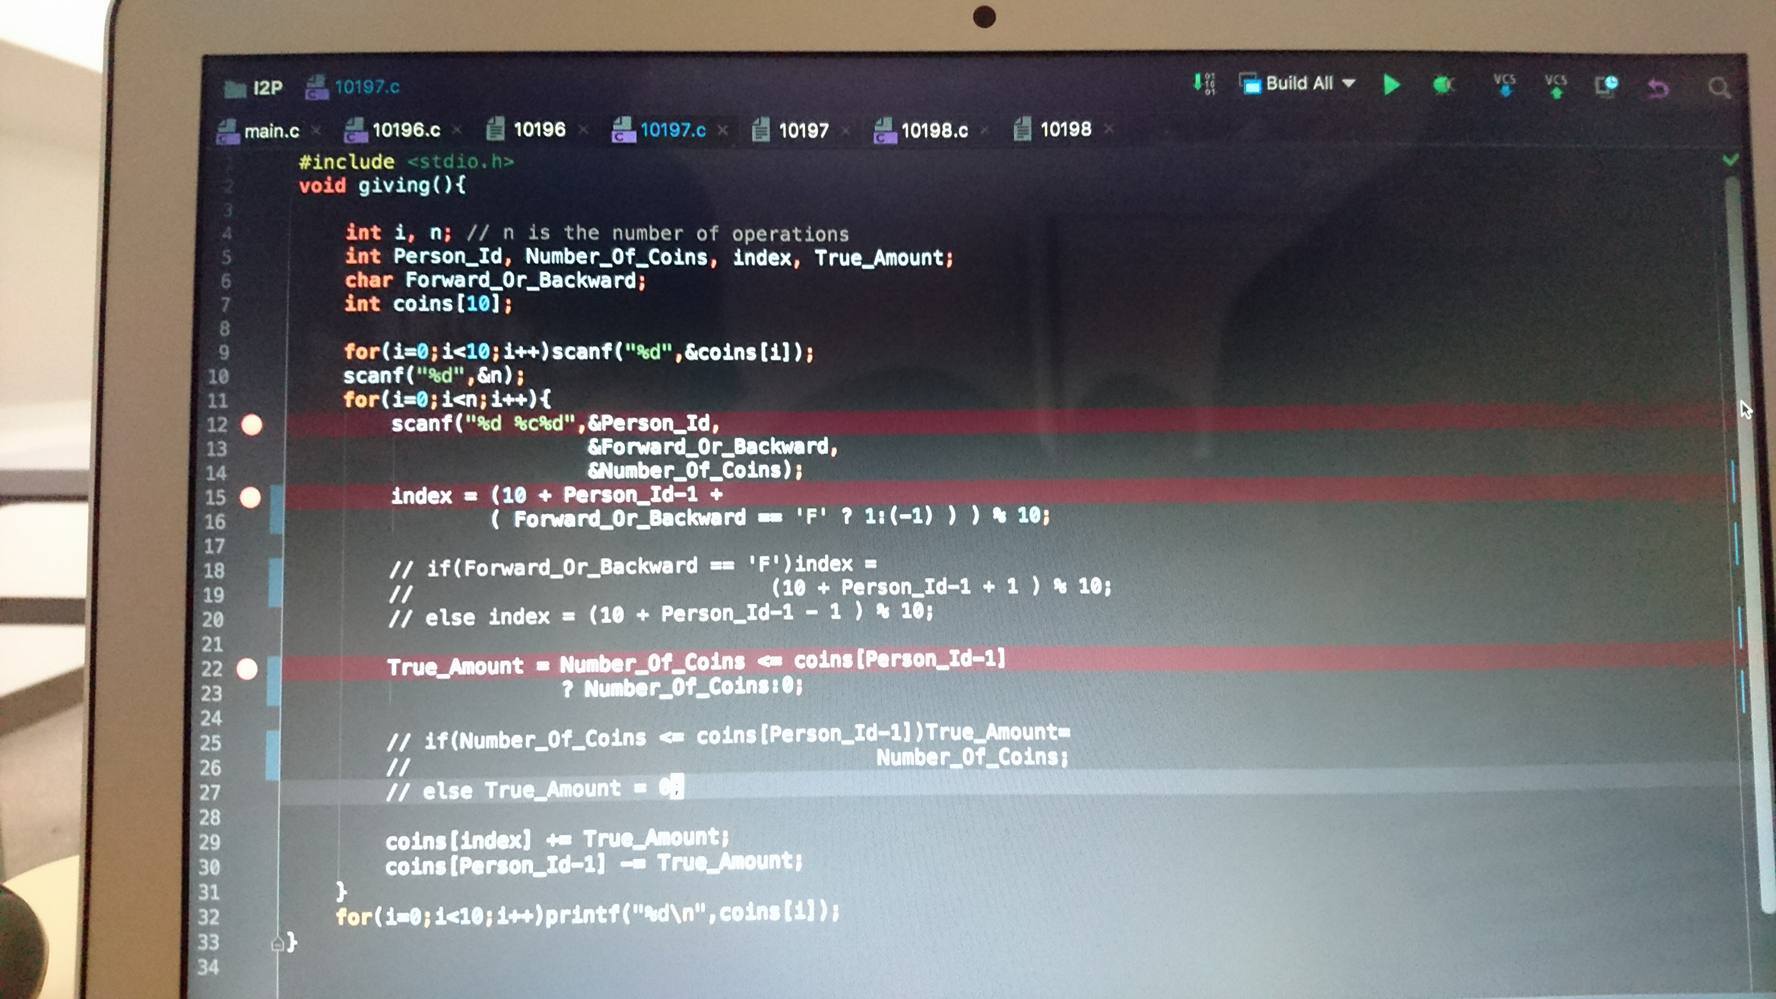 I2P 10197.c Build All VCS VCS
main.c × 10196.c × 10196 × 10197.c × 10197 × 10198.c × 10198 ×
1 #include <stdio.h>
2 void giving(){
3
4 int i, n; // n is the number of operations
5 int Person_Id, Number_Of_Coins, index, True_Amount;
6 char Forward_Or_Backward;
7 int coins[10];
8
9 for(i=0;i<10;i++)scanf("%d",&coins[i]);
10 scanf("%d",&n);
11 for(i=0;i<n;i++){
12 scanf("%d %c%d",&Person_Id,
13 &Forward_Or_Backward,
14 &Number_Of_Coins);
15 index = (10 + Person_Id-1 +
16 ( Forward_Or_Backward == 'F' ? 1:(-1) ) ) % 10;
17
18 // if(Forward_Or_Backward == 'F')index =
19 // (10 + Person_Id-1 + 1 ) % 10;
20 // else index = (10 + Person_Id-1 - 1 ) % 10;
21
22 True_Amount = Number_Of_Coins <= coins[Person_Id-1]
23 ? Number_Of_Coins:0;
24
25 // if(Number_Of_Coins <= coins[Person_Id-1])True_Amount=
26 // Number_Of_Coins;
27 // else True_Amount = 0;
28
29 coins[index] += True_Amount;
30 coins[Person_Id-1] -= True_Amount;
31 }
32 for(i=0;i<10;i++)printf("%d\n",coins[i]);
33 }
34